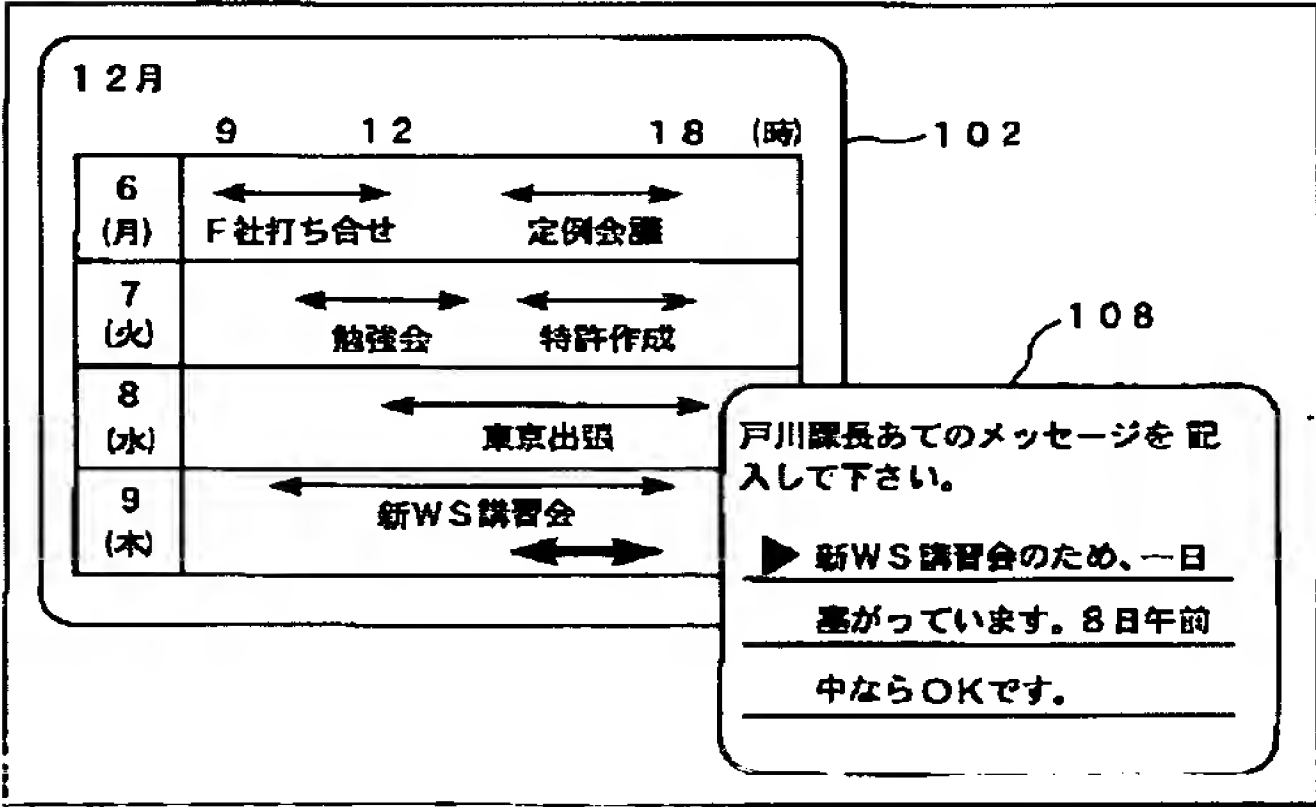 12月
9 12 18 (時)
102
6
(月)
F社打ち合せ 定例会議
7
(火)
勉強会 特許作成
108
8
(水)
東京出張
9
(木)
新WS講習会
戸川課長あてのメッセージを記
入して下さい。
新WS講習会のため、一日
塞がっています。8日午前
中ならOKです。